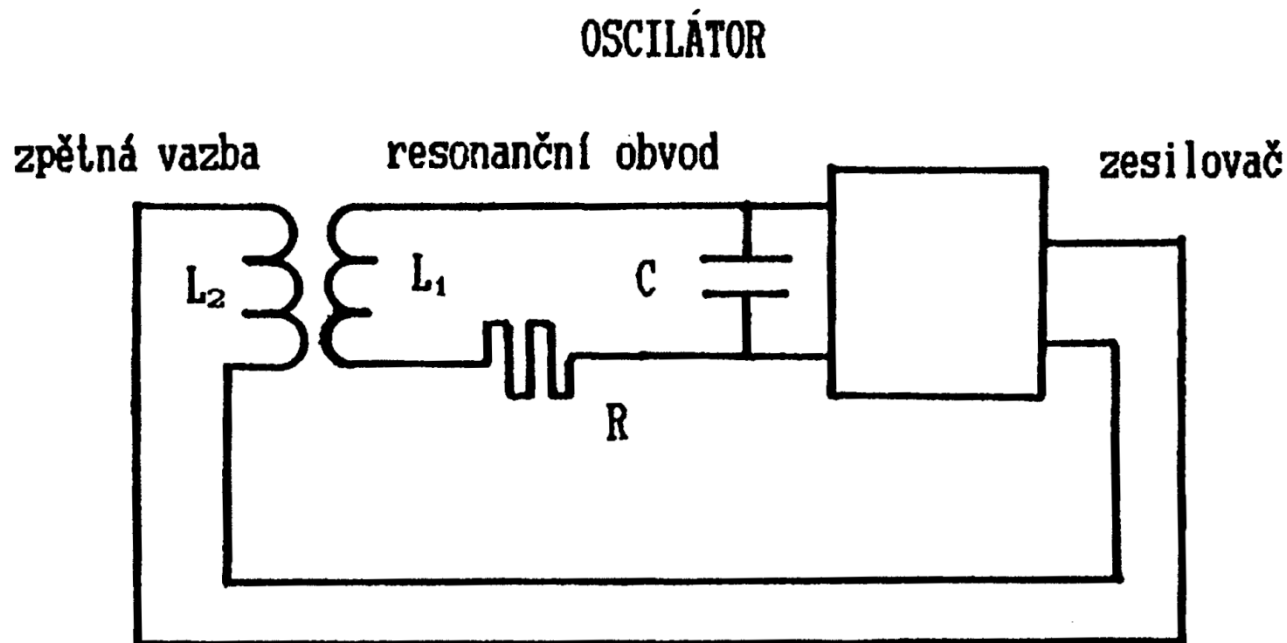 OSCILÁTOR
zpětná vazba resonanční obvod zesilovač
L₂ L₁ C
R